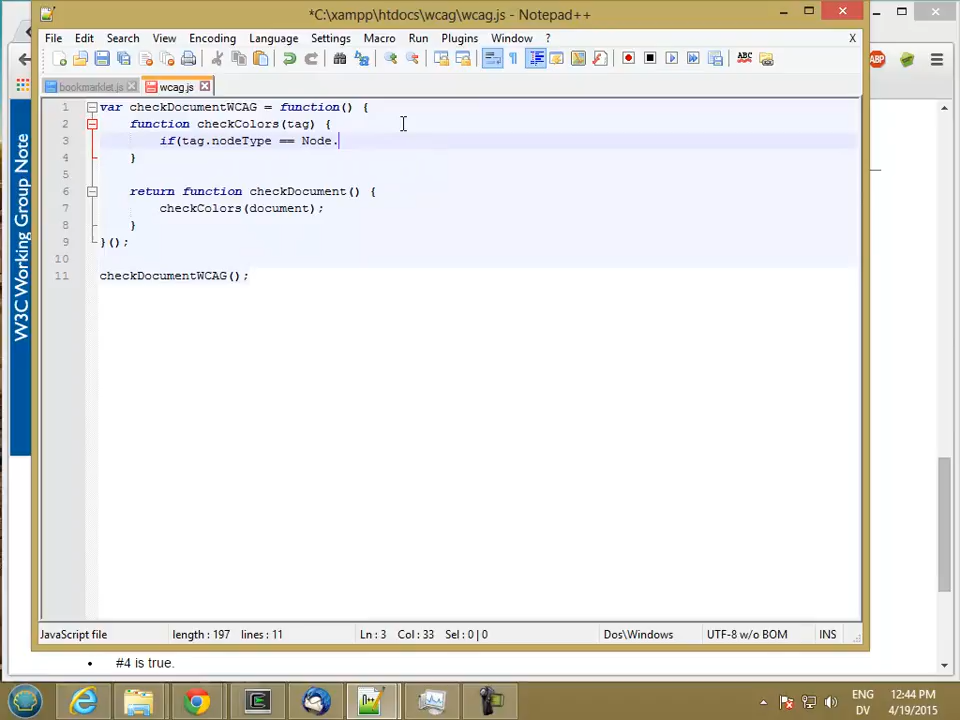 *C:\xampp\htdocs\wcag\wcag.js - Notepad++
File Edit Search View Encoding Language Settings Macro Run Plugins Window ? X
bookmarklet.js wcag.js
1 var checkDocumentWCAG = function() {
2 function checkColors(tag) {
3 if(tag.nodeType == Node.
4 }
5
6 return function checkDocument() {
7 checkColors(document);
8 }
9 }();
10
11 checkDocumentWCAG();
W3C Working Group Note
JavaScript file length : 197 lines : 11 Ln : 3 Col : 33 Sel : 0 | 0 Dos\Windows UTF-8 w/o BOM INS
• #4 is true.
ENG 12:44 PM
DV 4/19/2015
ABP